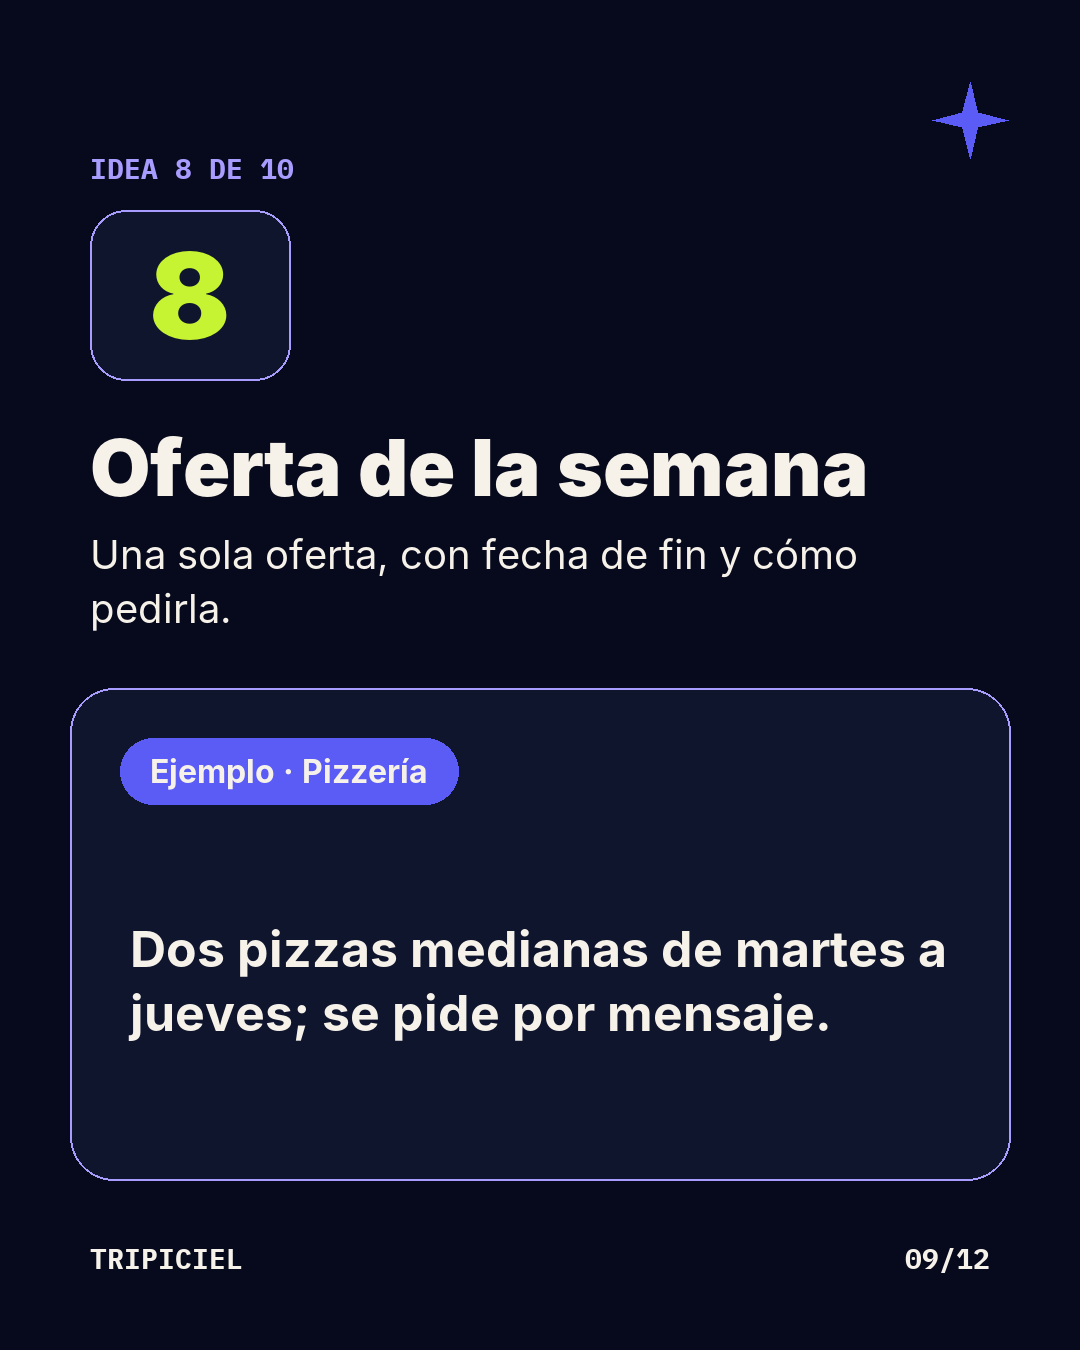 IDEA 8 DE 10
8
Oferta de la semana
Una sola oferta, con fecha de fin y cómo
pedirla.
Ejemplo · Pizzería
Dos pizzas medianas de martes a
jueves; se pide por mensaje.
TRIPICIEL
09/12